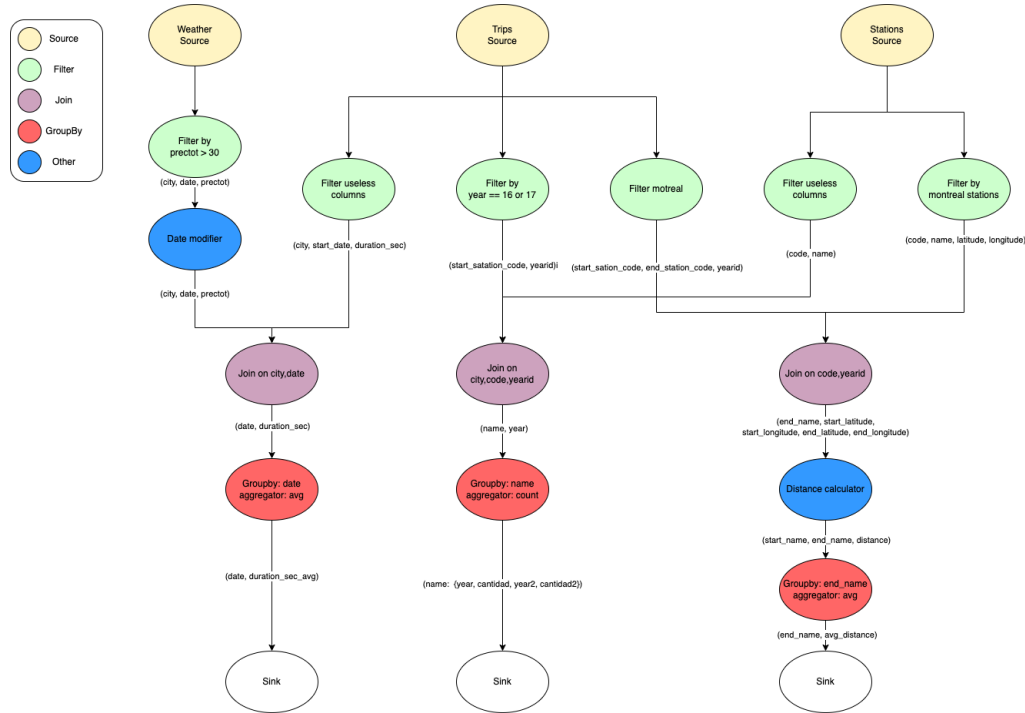 Source
Filter
Join
GroupBy
Other
Weather
Source
Trips
Source
Stations
Source
Filter by
prectot > 30
(city, date, prectot)
Filter useless
columns
Filter by
year == 16 or 17
Filter motreal
Filter useless
columns
Filter by
montreal stations
Date modifier
(city, start_date, duration_sec)
(start_satation_code, yearid)i
(start_sation_code, end_station_code, yearid)
(code, name)
(code, name, latitude, longitude)
(city, date, prectot)
Join on city,date
Join on
city,code,yearid
Join on code,yearid
(date, duration_sec)
(name, year)
(end_name, start_latitude,
start_longitude, end_latitude, end_longitude)
Groupby: date
aggregator: avg
Groupby: name
aggregator: count
Distance calculator
(start_name, end_name, distance)
(date, duration_sec_avg)
(name: {year, cantidad, year2, cantidad2})
Groupby: end_name
aggregator: avg
(end_name, avg_distance)
Sink
Sink
Sink